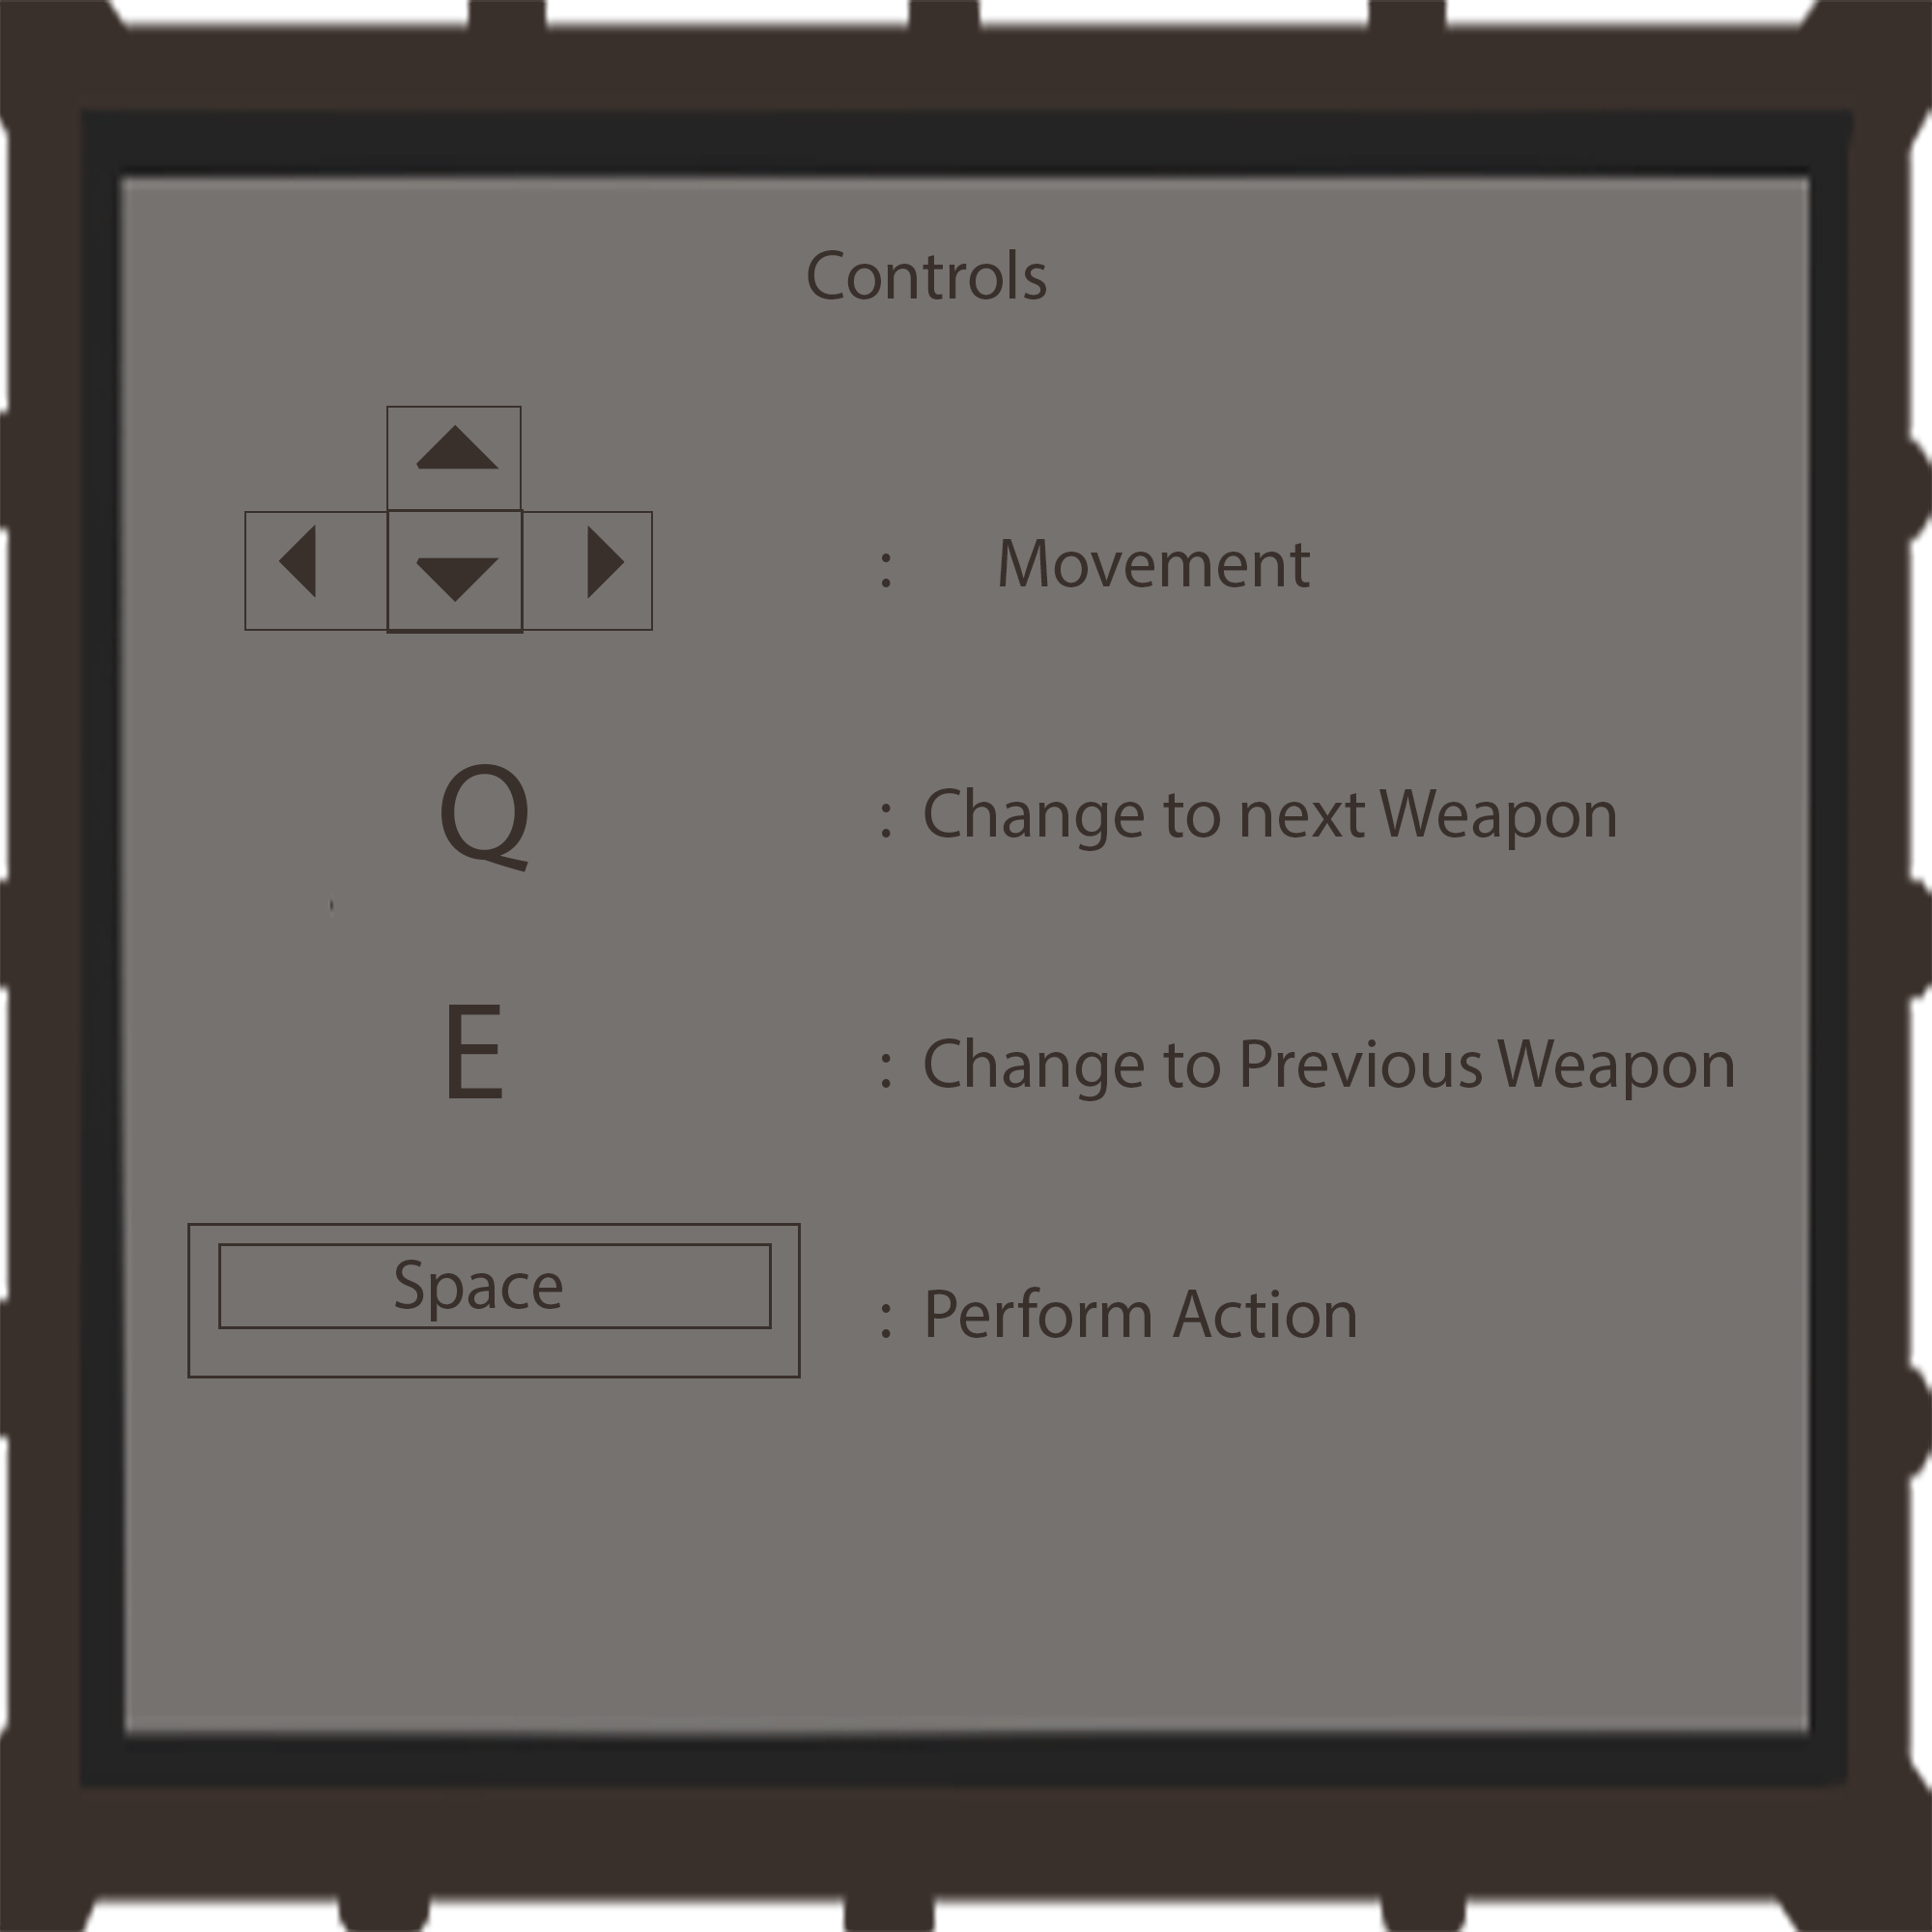 Controls
: Movement
Q : Change to next Weapon
E : Change to Previous Weapon
Space : Perform Action